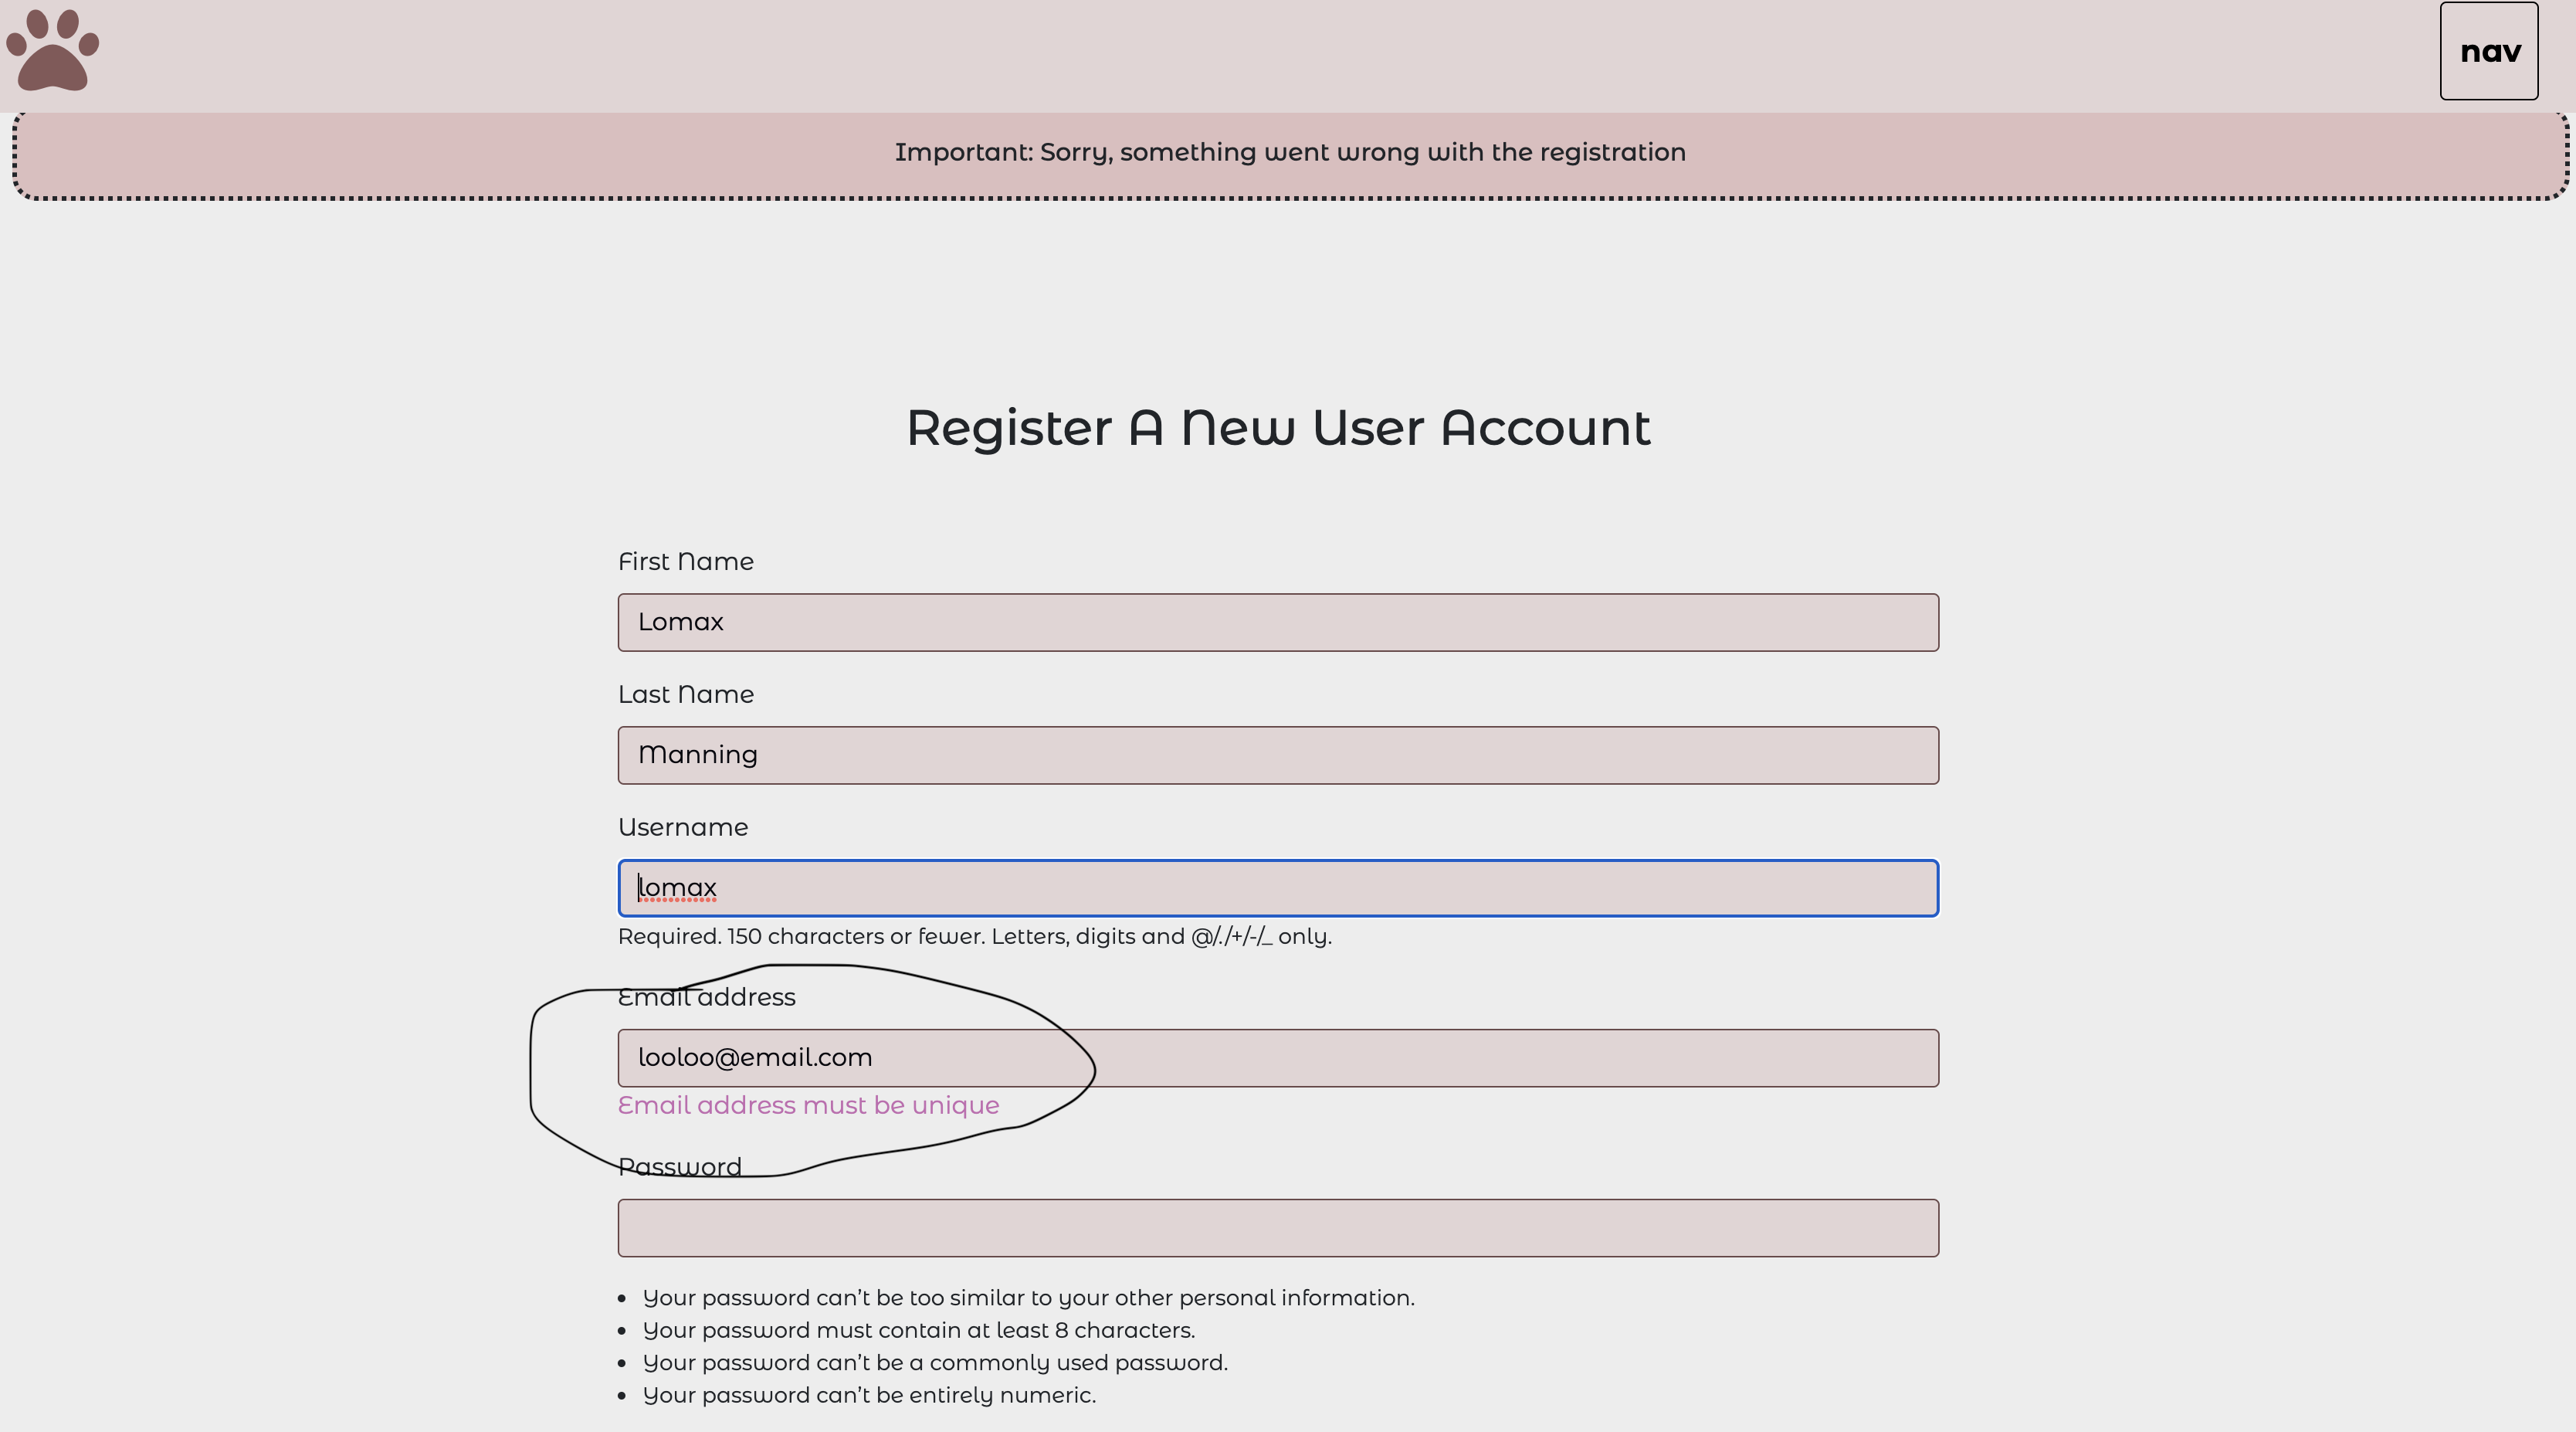 nav
Important: Sorry, something went wrong with the registration
Register A New User Account
First Name
Lomax
Last Name
Manning
Username
lomax
Required. 150 characters or fewer. Letters, digits and @/./+/-/_ only.
Email address
looloo@email.com
Email address must be unique
Password
• Your password can’t be too similar to your other personal information.
• Your password must contain at least 8 characters.
• Your password can’t be a commonly used password.
• Your password can’t be entirely numeric.